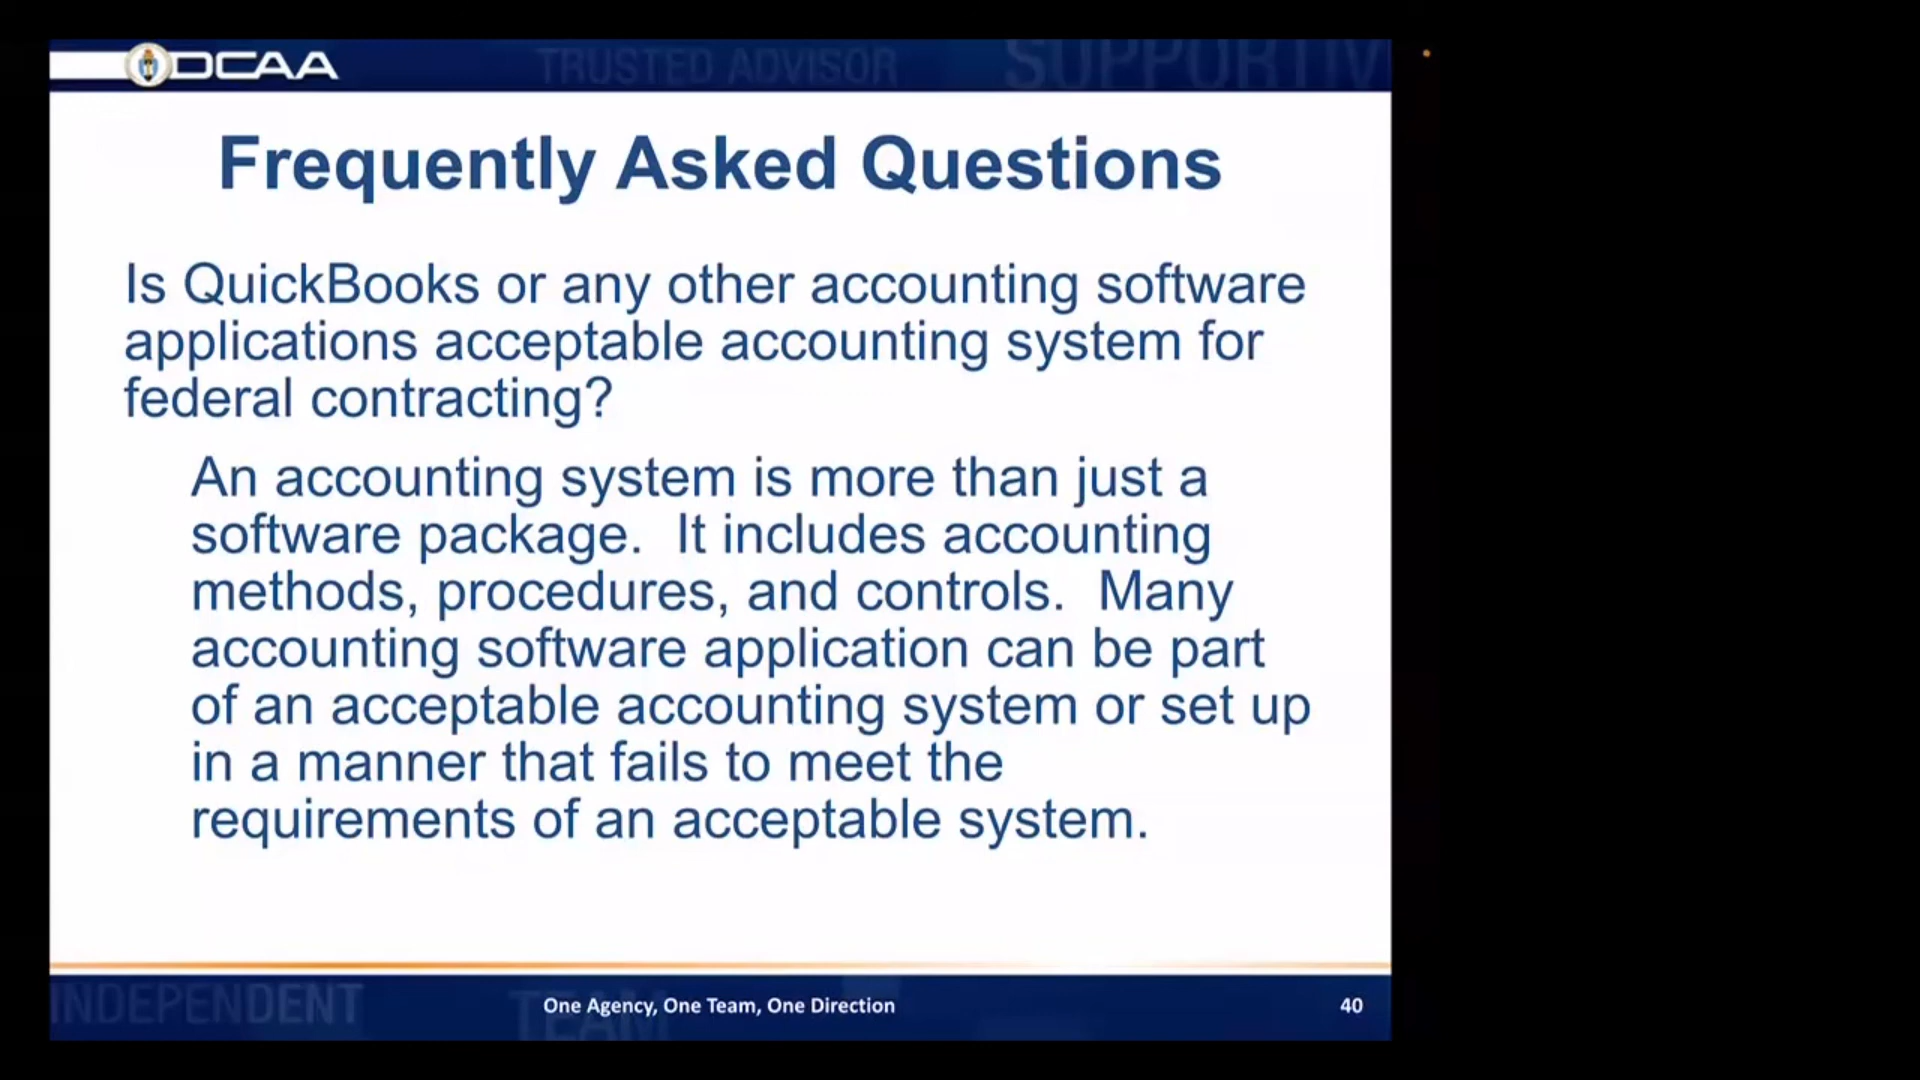 DCAA
TRUSTED ADVISOR
SUPPORTIV
Frequently Asked Questions
Is QuickBooks or any other accounting software
applications acceptable accounting system for
federal contracting?
An accounting system is more than just a
software package.  It includes accounting
methods, procedures, and controls.  Many
accounting software application can be part
of an acceptable accounting system or set up
in a manner that fails to meet the
requirements of an acceptable system.
INDEPENDENT
TEAM
One Agency, One Team, One Direction
40